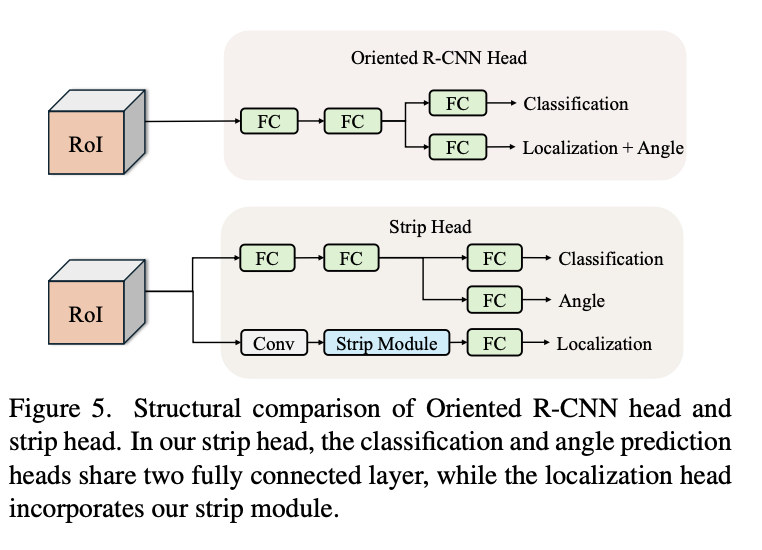 Oriented R-CNN Head
RoI
FC
FC
FC
Classification
FC
Localization + Angle
Strip Head
RoI
FC
FC
FC
Classification
FC
Angle
Conv
Strip Module
FC
Localization
Figure 5. Structural comparison of Oriented R-CNN head and
strip head. In our strip head, the classification and angle prediction
heads share two fully connected layer, while the localization head
incorporates our strip module.